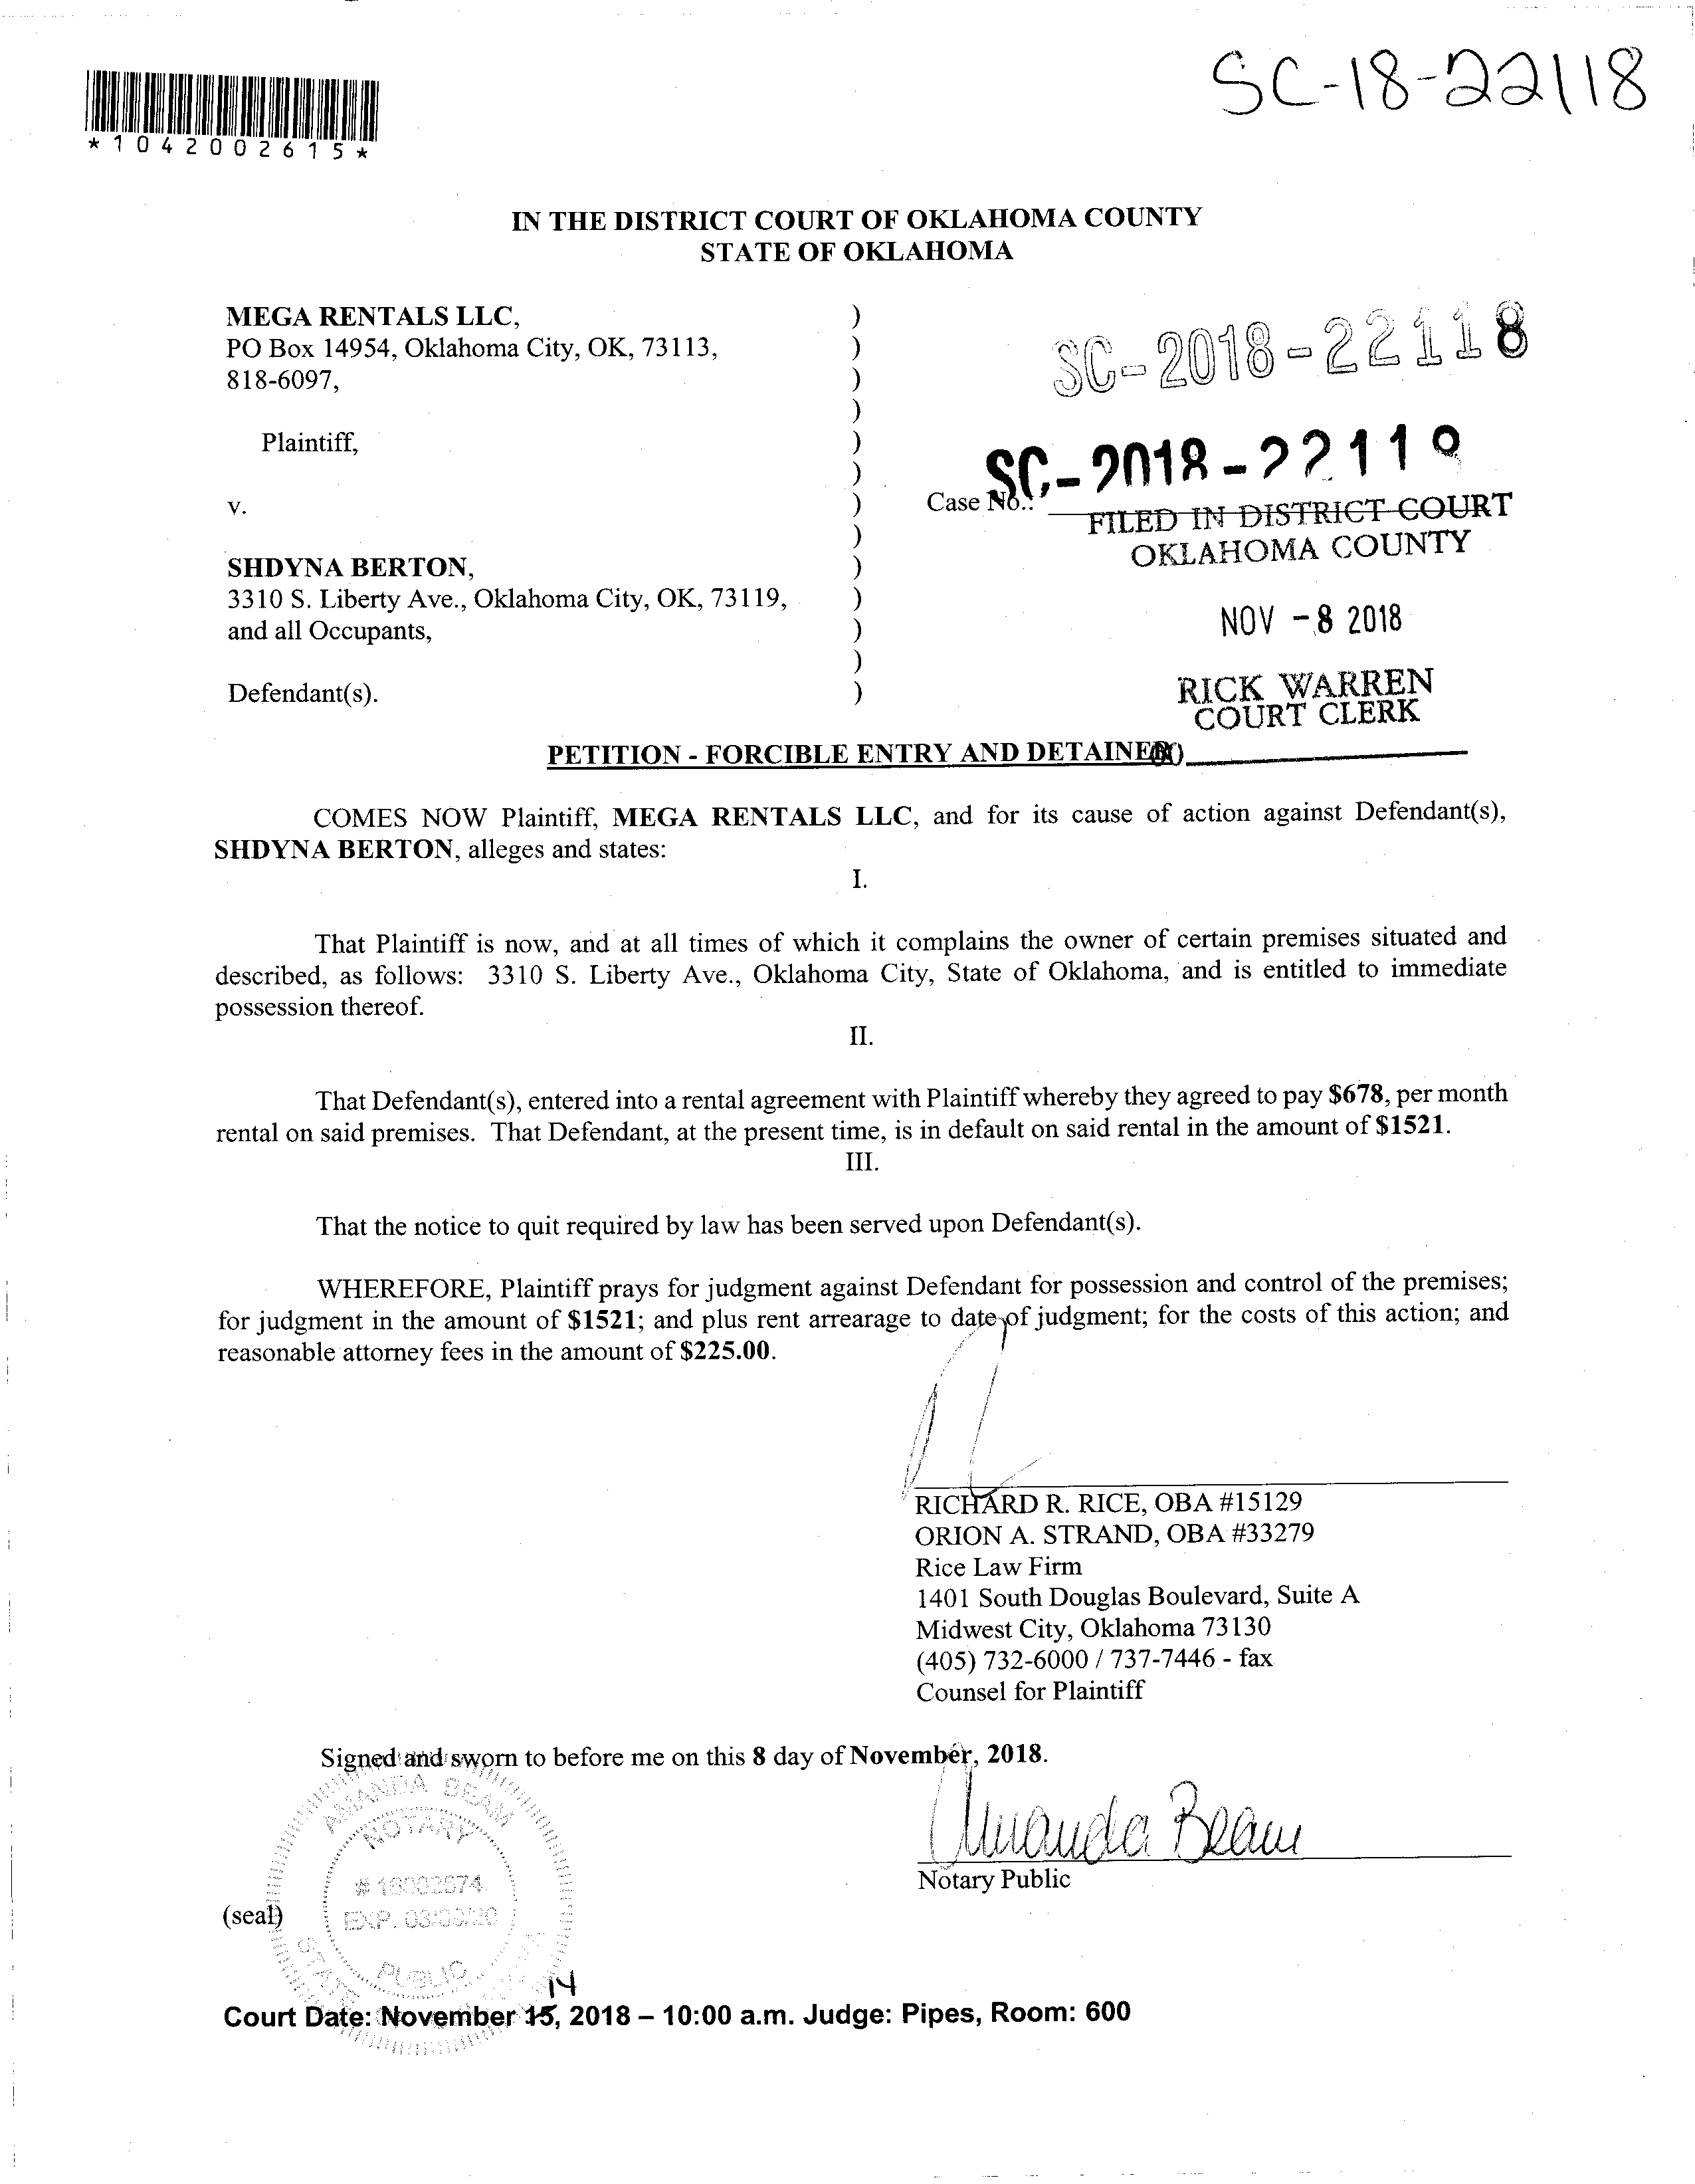 SC-18-22118
*1042002615*
IN THE DISTRICT COURT OF OKLAHOMA COUNTY
STATE OF OKLAHOMA
MEGA RENTALS LLC, )
PO Box 14954, Oklahoma City, OK, 73113, )
818-6097, )
)
Plaintiff, )
)
v. )
)
SHDYNA BERTON, )
3310 S. Liberty Ave., Oklahoma City, OK, 73119, )
and all Occupants, )
)
Defendant(s). )
SC-2018-22118
SC-2018-22118
Case No.:
FILED IN DISTRICT COURT
OKLAHOMA COUNTY
NOV -8 2018
RICK WARREN
COURT CLERK
PETITION - FORCIBLE ENTRY AND DETAINER
COMES NOW Plaintiff, MEGA RENTALS LLC, and for its cause of action against Defendant(s),
SHDYNA BERTON, alleges and states:
I.
That Plaintiff is now, and at all times of which it complains the owner of certain premises situated and
described, as follows: 3310 S. Liberty Ave., Oklahoma City, State of Oklahoma, and is entitled to immediate
possession thereof.
II.
That Defendant(s), entered into a rental agreement with Plaintiff whereby they agreed to pay $678, per month
rental on said premises. That Defendant, at the present time, is in default on said rental in the amount of $1521.
III.
That the notice to quit required by law has been served upon Defendant(s).
WHEREFORE, Plaintiff prays for judgment against Defendant for possession and control of the premises;
for judgment in the amount of $1521; and plus rent arrearage to date of judgment; for the costs of this action; and
reasonable attorney fees in the amount of $225.00.
RICHARD R. RICE, OBA #15129
ORION A. STRAND, OBA #33279
Rice Law Firm
1401 South Douglas Boulevard, Suite A
Midwest City, Oklahoma 73130
(405) 732-6000 / 737-7446 - fax
Counsel for Plaintiff
Signed and sworn to before me on this 8 day of November, 2018.
AMANDA BEAM
NOTARY
PUBLIC
STATE
Amanda Beam
Notary Public
(seal)
14
Court Date: November 15, 2018 – 10:00 a.m. Judge: Pipes, Room: 600